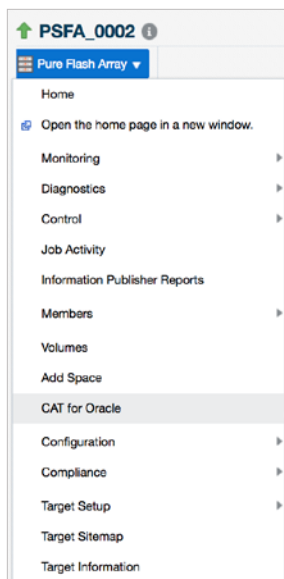 PSFA_0002
Pure Flash Array
Home
Open the home page in a new window.
Monitoring
Diagnostics
Control
Job Activity
Information Publisher Reports
Members
Volumes
Add Space
CAT for Oracle
Configuration
Compliance
Target Setup
Target Sitemap
Target Information